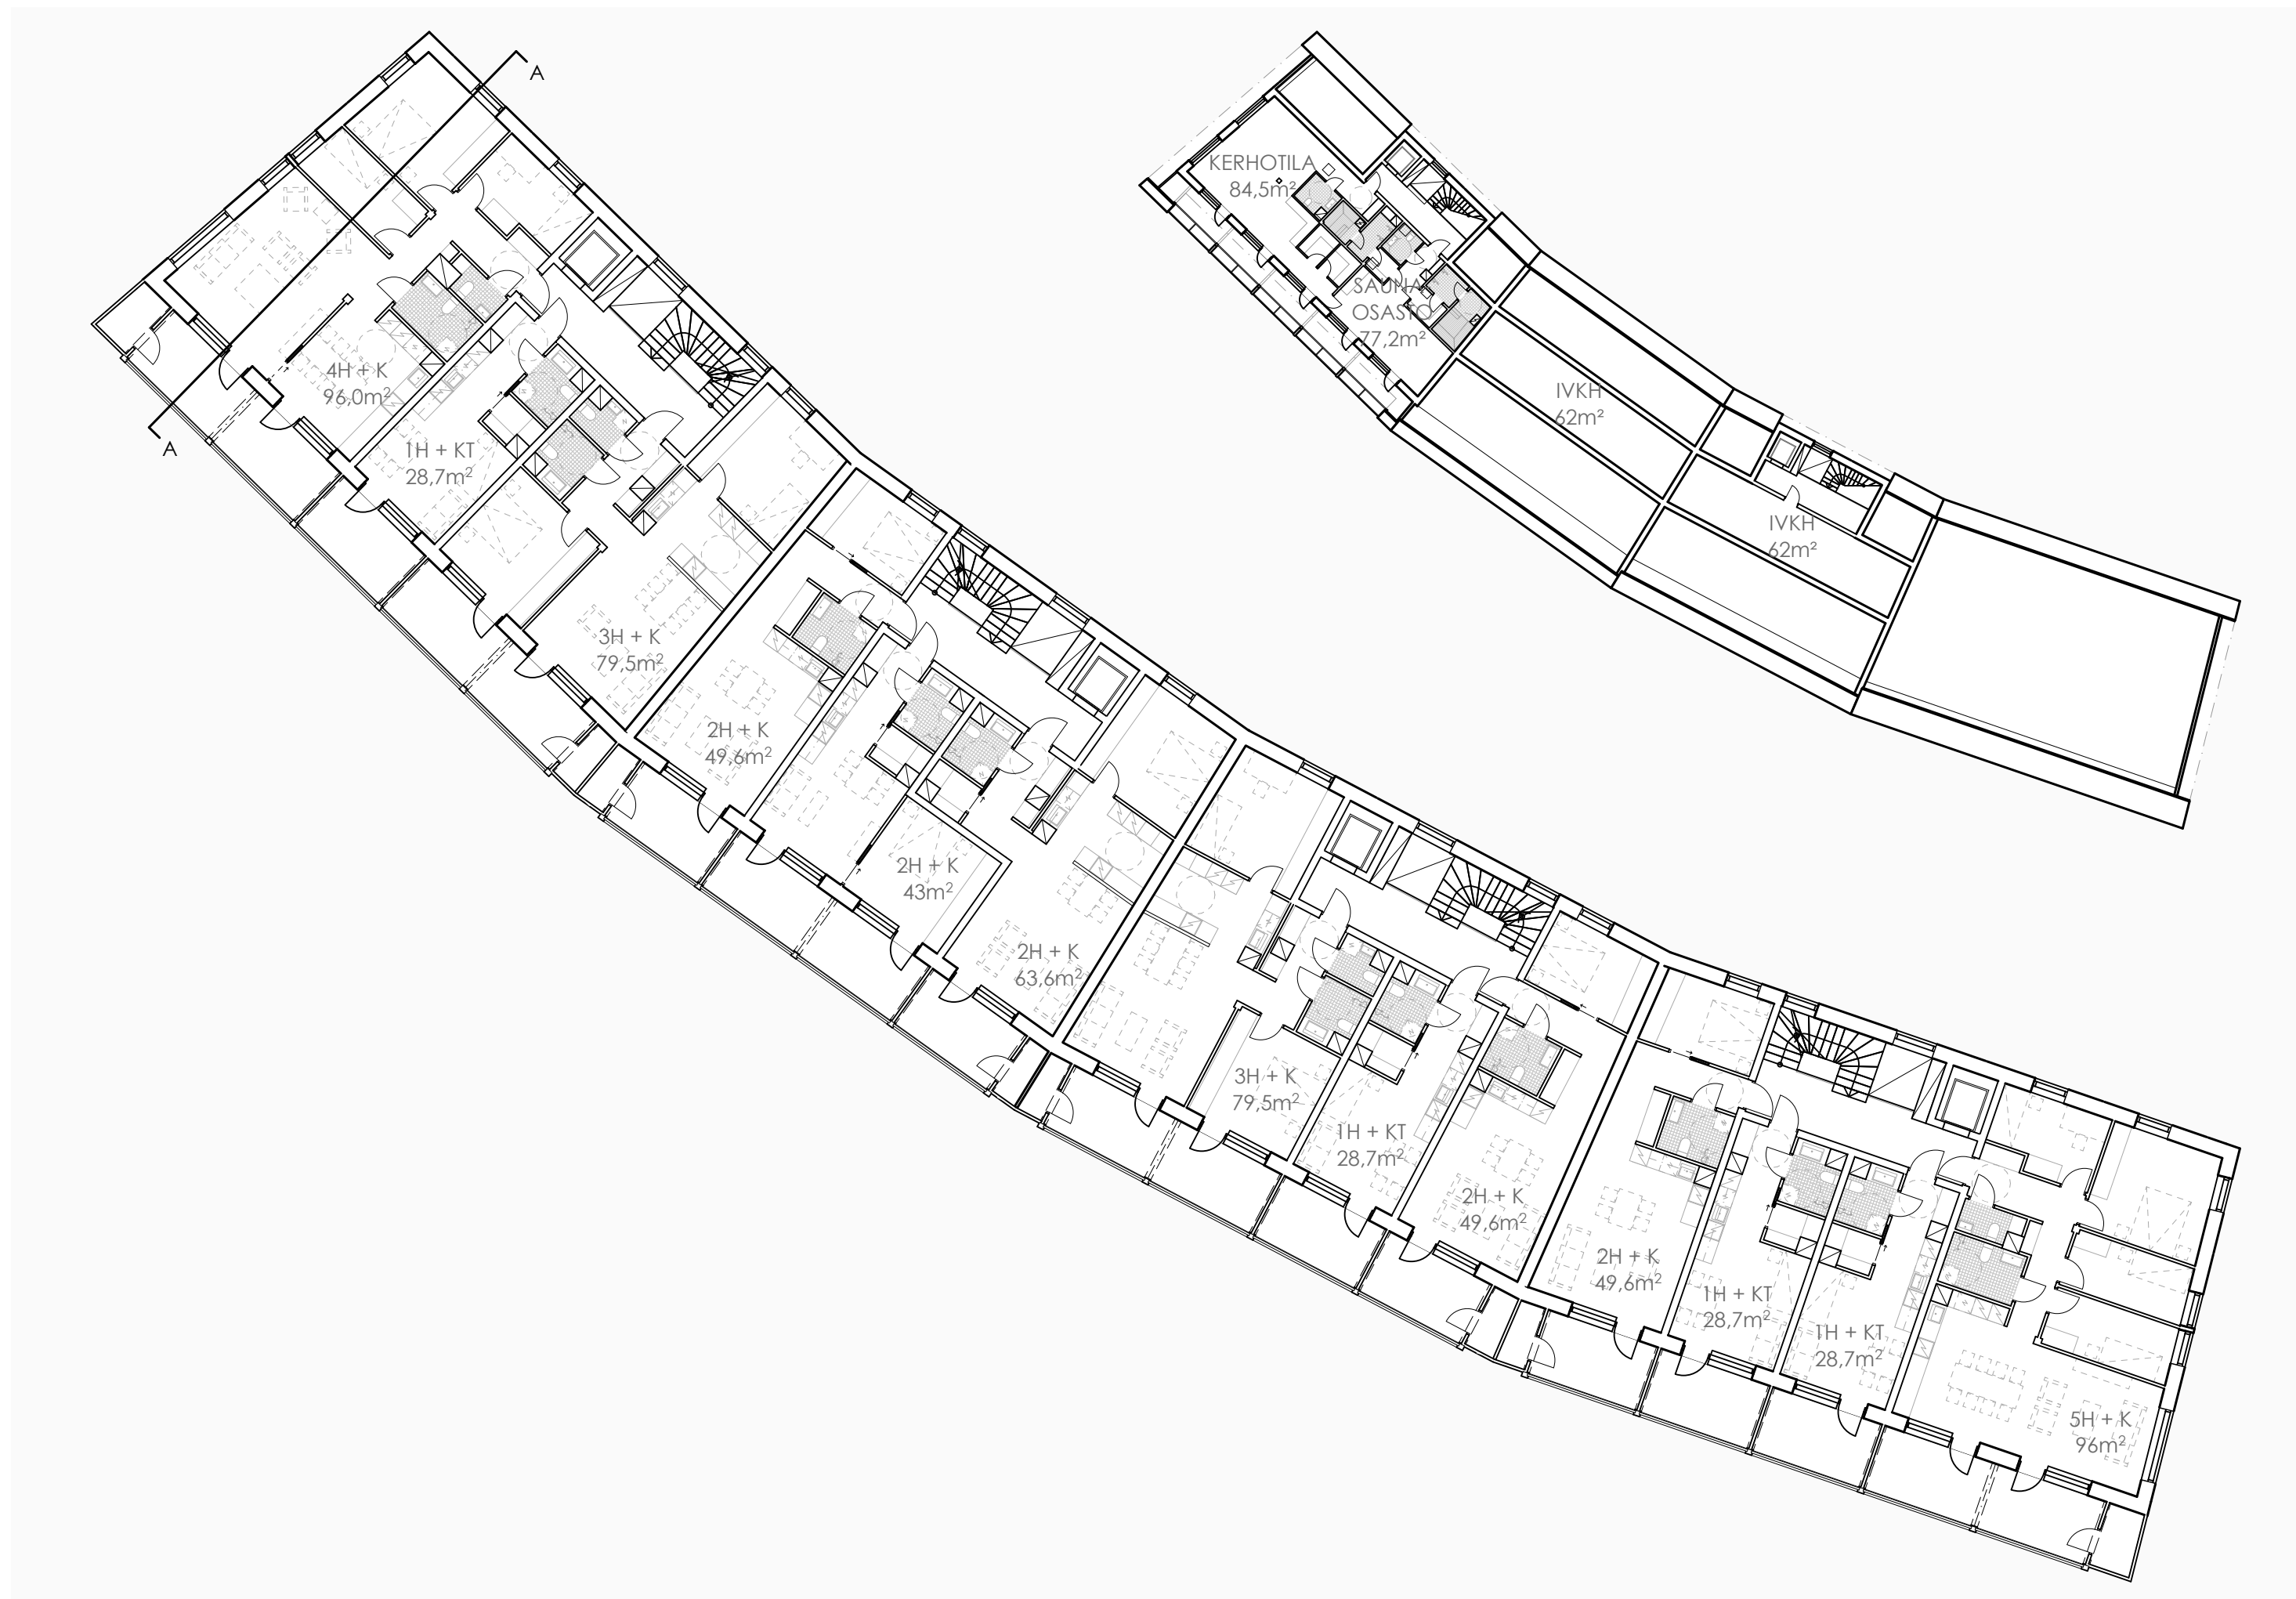 A
A
4H + K
96,0m²
1H + KT
28,7m²
3H + K
79,5m²
2H + K
49,6m²
2H + K
43m²
2H + K
63,6m²
3H + K
79,5m²
1H + KT
28,7m²
2H + K
49,6m²
2H + K
49,6m²
1H + KT
28,7m²
1H + KT
28,7m²
5H + K
96m²
KERHOTILA
84,5m²
SAUNA
OSASTO
77,2m²
IVKH
62m²
IVKH
62m²